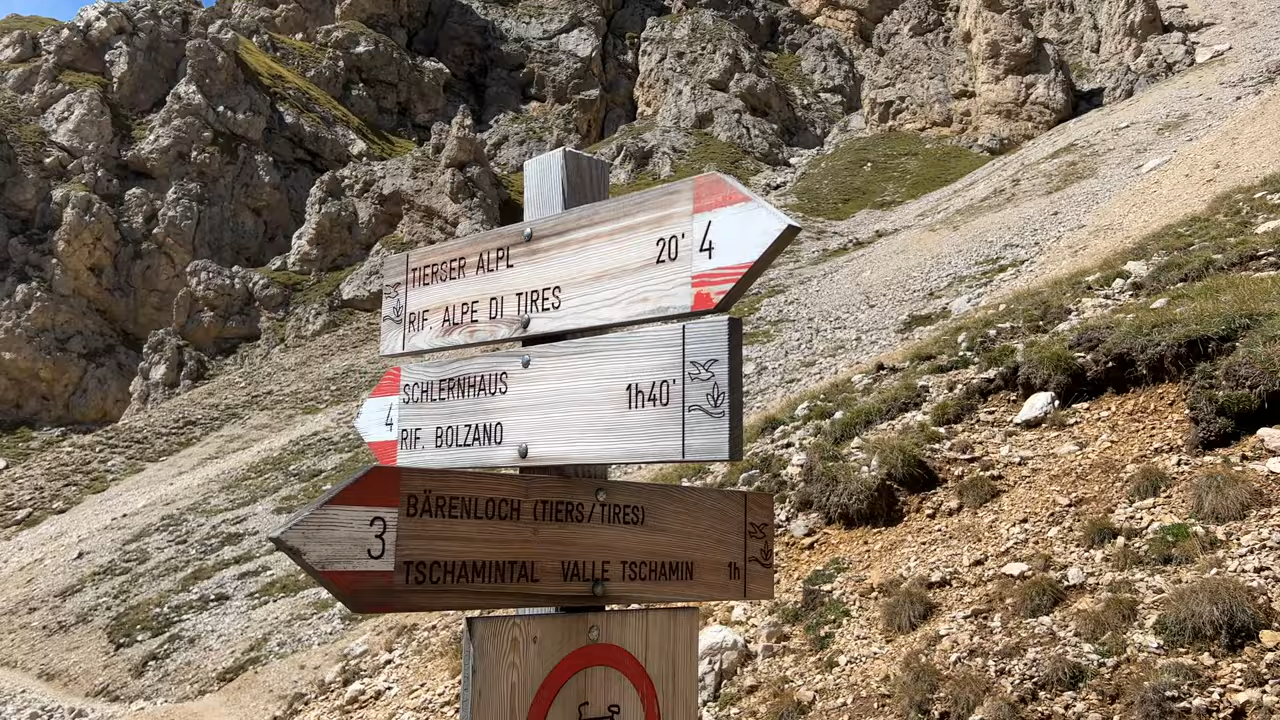 TIERSER ALPL
20' 4
RIF. ALPE DI TIRES
SCHLERNHAUS
4 1h40'
RIF. BOLZANO
BÄRENLOCH (TIERS/TIRES)
3
TSCHAMINTAL VALLE TSCHAMIN 1h